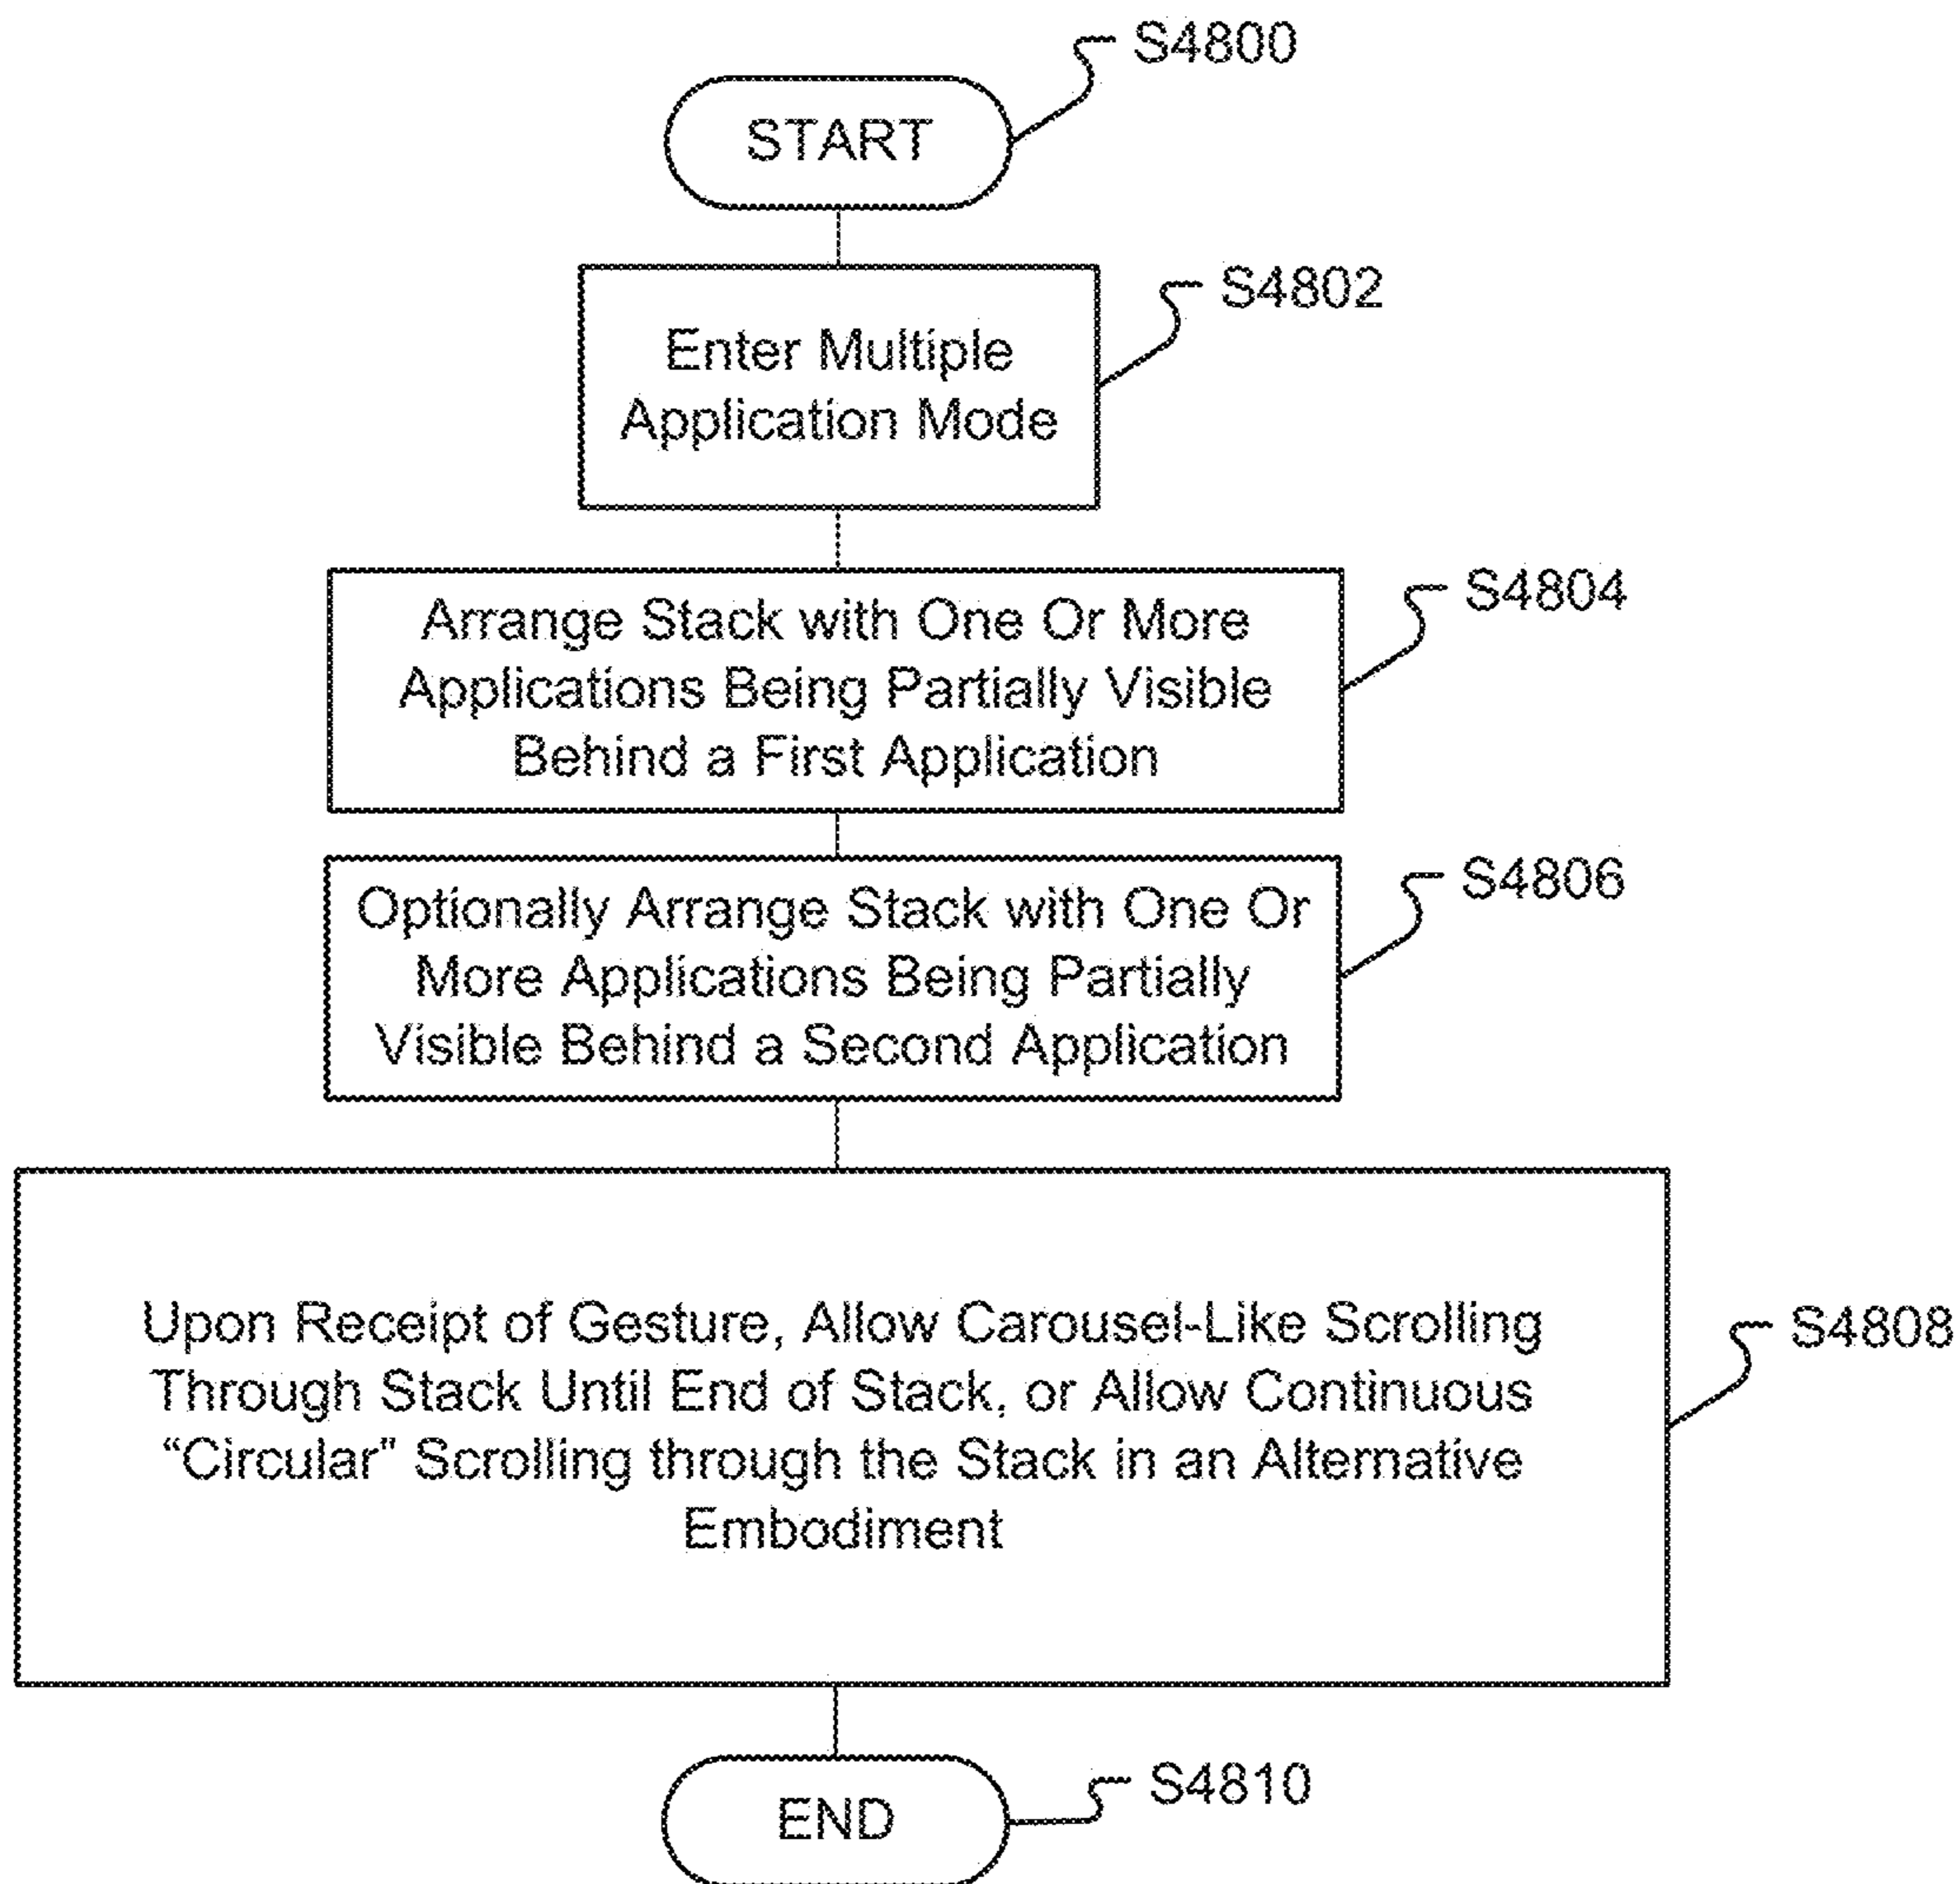 S4800
START
S4802
Enter Multiple
Application Mode
S4804
Arrange Stack with One Or More
Applications Being Partially Visible
Behind a First Application
S4806
Optionally Arrange Stack with One Or
More Applications Being Partially
Visible Behind a Second Application
Upon Receipt of Gesture, Allow Carousel-Like Scrolling
S4808
Through Stack Until End of Stack, or Allow Continuous
“Circular” Scrolling through the Stack in an Alternative
Embodiment
S4810
END